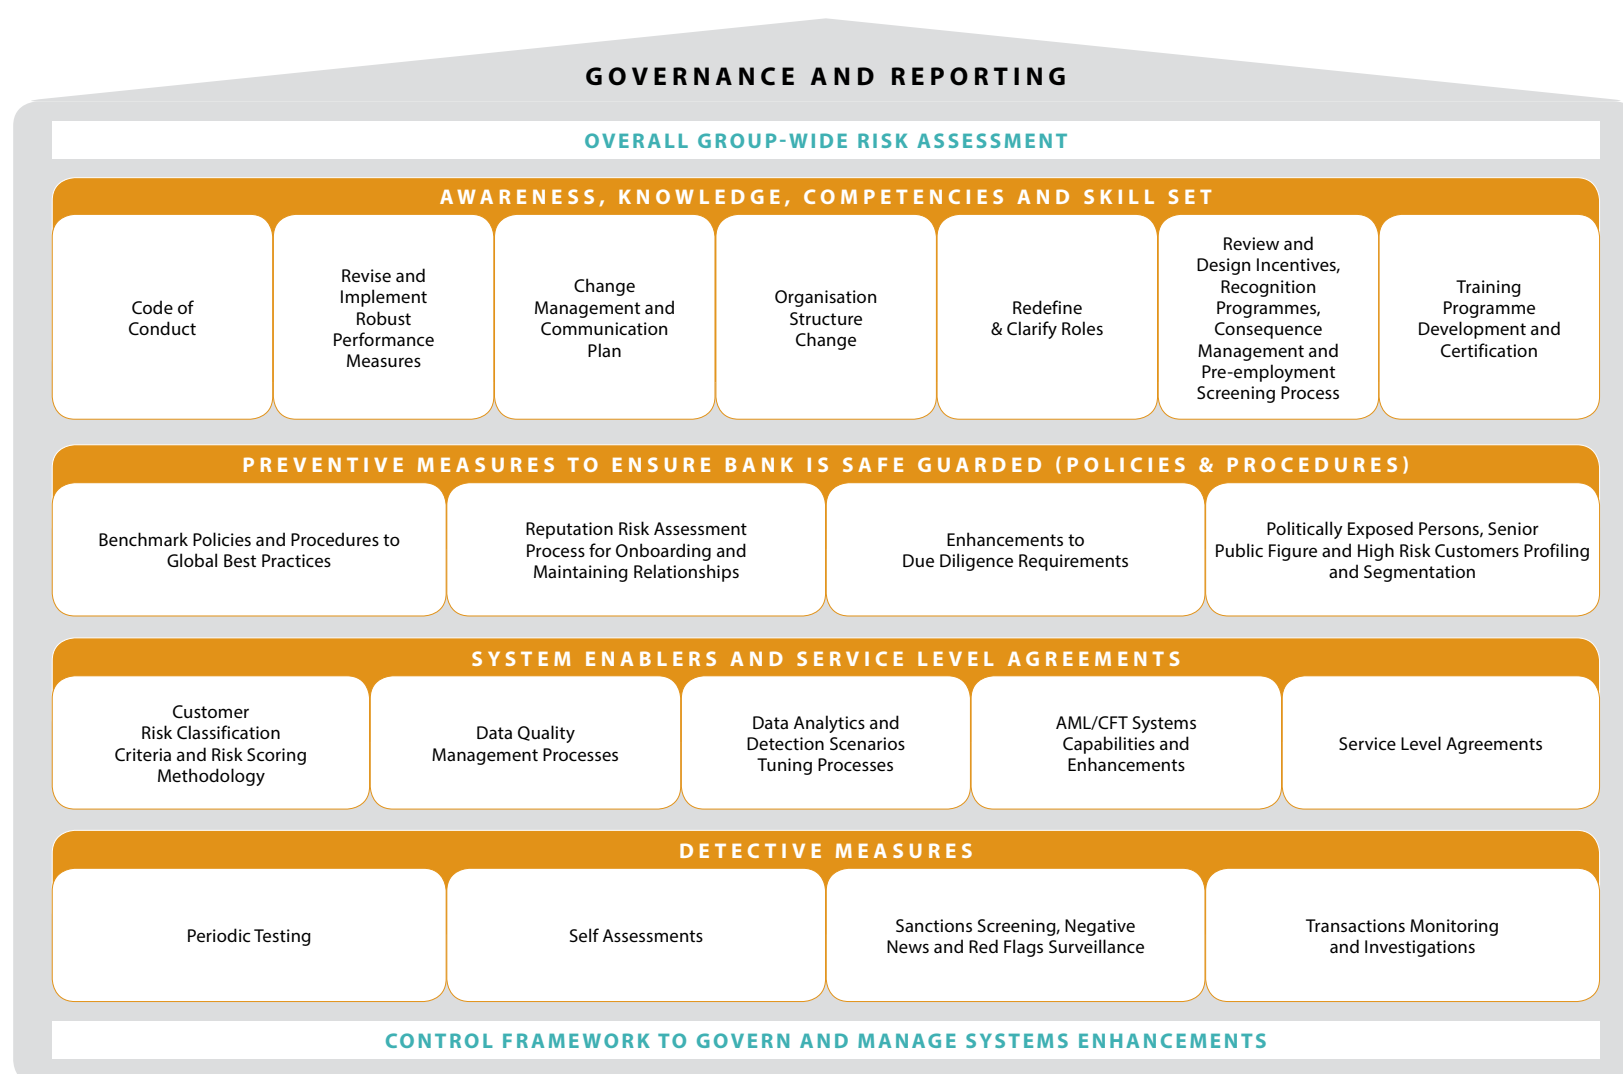 GOVERNANCE AND REPORTING
OVERALL GROUP-WIDE RISK ASSESSMENT
AWARENESS, KNOWLEDGE, COMPETENCIES AND SKILL SET
Code of
Conduct
Revise and
Implement
Robust
Performance
Measures
Change
Management and
Communication
Plan
Organisation
Structure
Change
Redefine
& Clarify Roles
Review and
Design Incentives,
Recognition
Programmes,
Consequence
Management and
Pre-employment
Screening Process
Training
Programme
Development and
Certification
PREVENTIVE MEASURES TO ENSURE BANK IS SAFE GUARDED (POLICIES & PROCEDURES)
Benchmark Policies and Procedures to
Global Best Practices
Reputation Risk Assessment
Process for Onboarding and
Maintaining Relationships
Enhancements to
Due Diligence Requirements
Politically Exposed Persons, Senior
Public Figure and High Risk Customers Profiling
and Segmentation
SYSTEM ENABLERS AND SERVICE LEVEL AGREEMENTS
Customer
Risk Classification
Criteria and Risk Scoring
Methodology
Data Quality
Management Processes
Data Analytics and
Detection Scenarios
Tuning Processes
AML/CFT Systems
Capabilities and
Enhancements
Service Level Agreements
DETECTIVE MEASURES
Periodic Testing
Self Assessments
Sanctions Screening, Negative
News and Red Flags Surveillance
Transactions Monitoring
and Investigations
CONTROL FRAMEWORK TO GOVERN AND MANAGE SYSTEMS ENHANCEMENTS